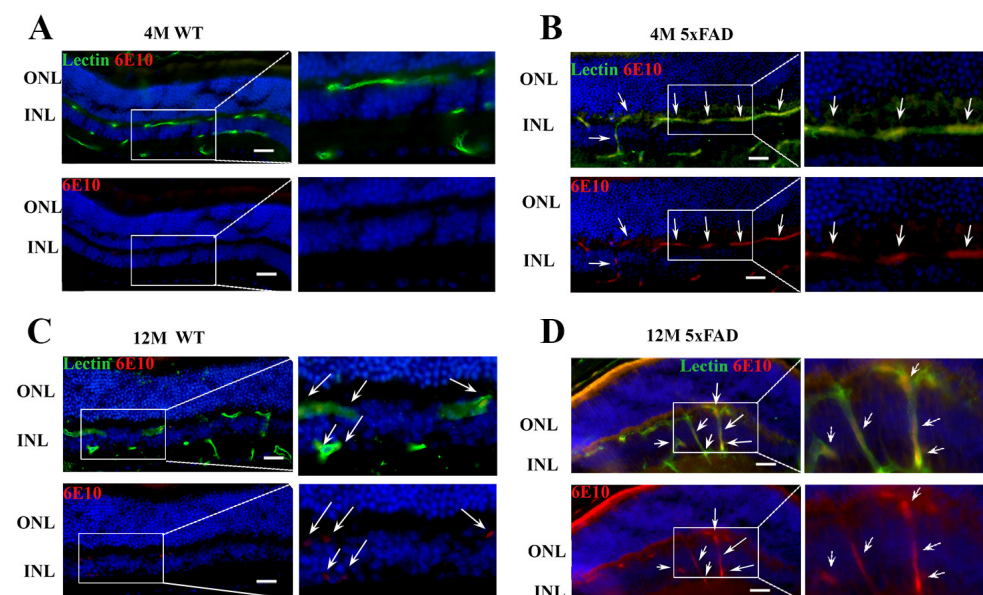 A
4M WT
Lectin 6E10
ONL
INL
6E10
ONL
INL
B
4M 5xFAD
Lectin 6E10
ONL
INL
6E10
ONL
INL
C
12M WT
Lectin 6E10
ONL
INL
6E10
ONL
INL
D
12M 5xFAD
Lectin 6E10
ONL
INL
6E10
ONL
INL